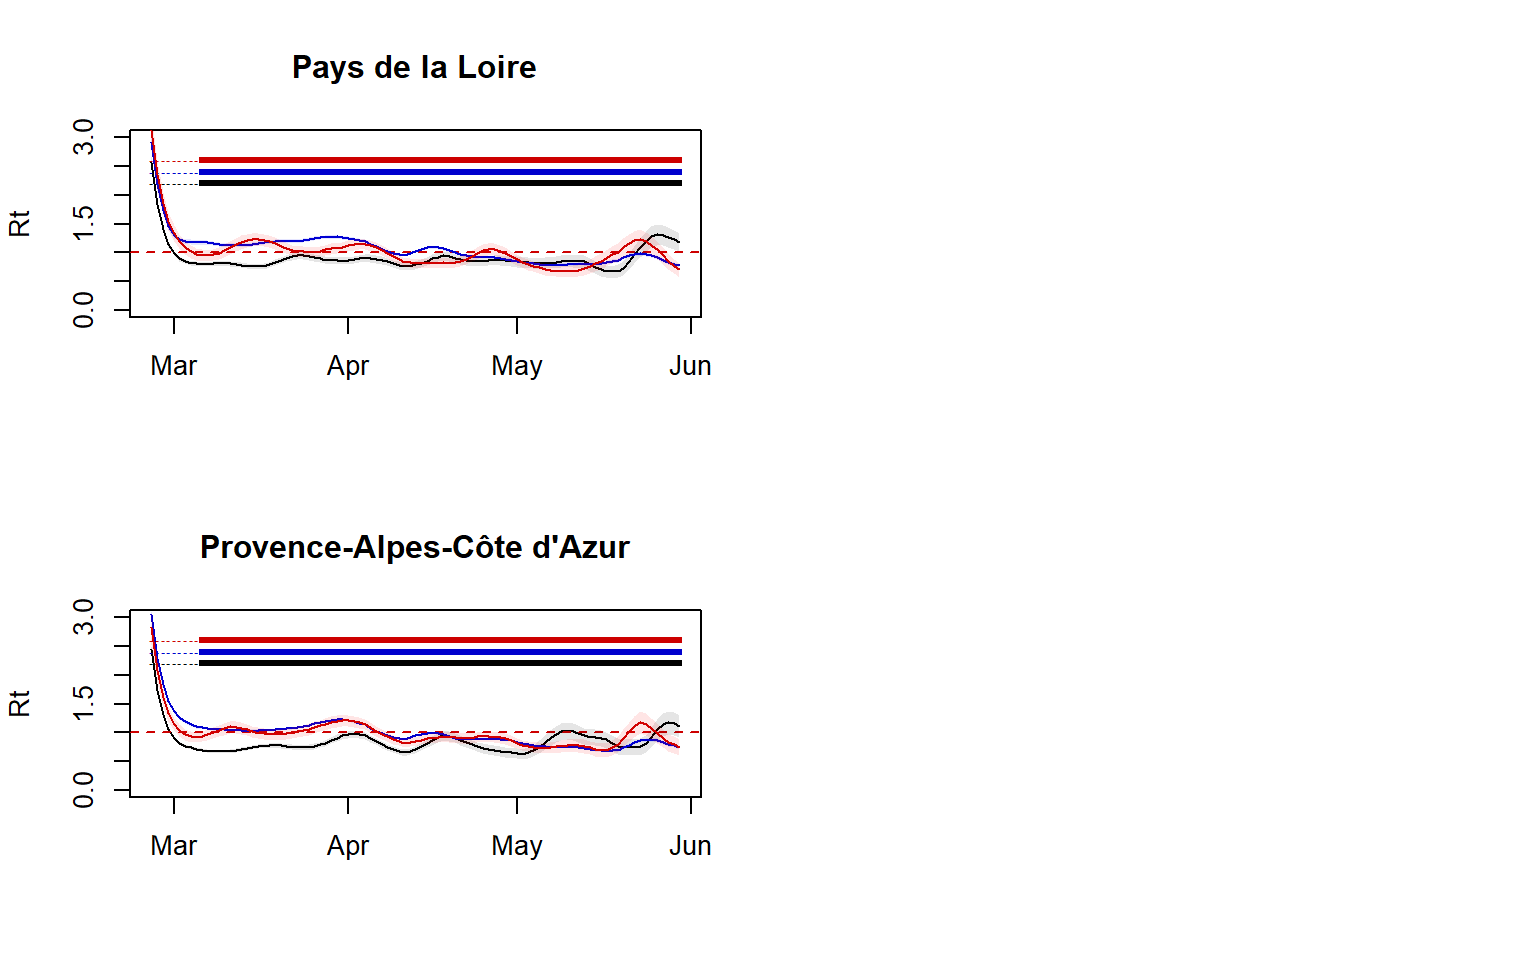 Pays de la Loire
3.0
1.5
0.0
Rt
Mar Apr May Jun
Provence-Alpes-Côte d'Azur
3.0
1.5
0.0
Rt
Mar Apr May Jun